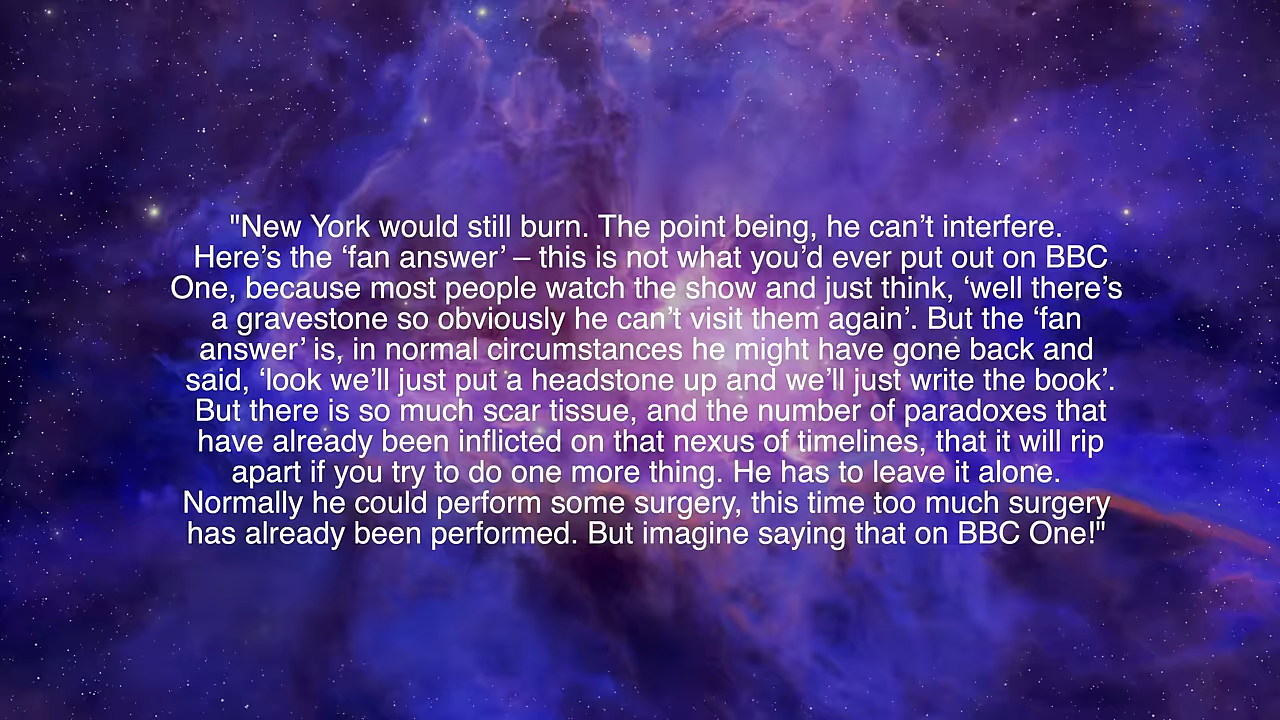 "New York would still burn. The point being, he can’t interfere.
Here’s the ‘fan answer’ – this is not what you’d ever put out on BBC
One, because most people watch the show and just think, ‘well there’s
a gravestone so obviously he can’t visit them again’. But the ‘fan
answer’ is, in normal circumstances he might have gone back and
said, ‘look we’ll just put a headstone up and we’ll just write the book’.
But there is so much scar tissue, and the number of paradoxes that
have already been inflicted on that nexus of timelines, that it will rip
apart if you try to do one more thing. He has to leave it alone.
Normally he could perform some surgery, this time too much surgery
has already been performed. But imagine saying that on BBC One!"